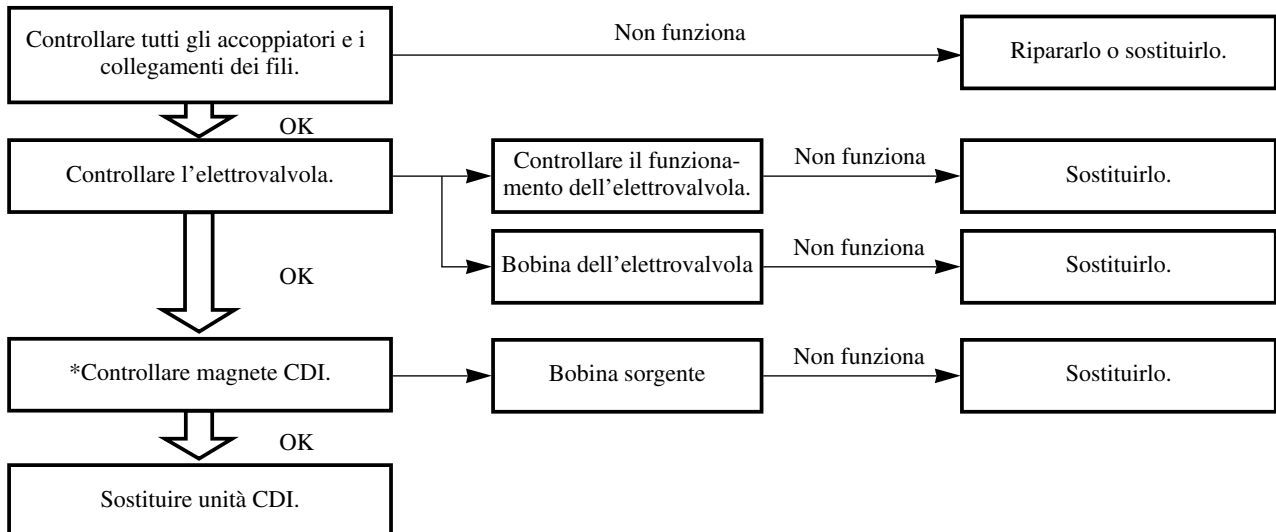 Controllare tutti gli accoppiatori e i
collegamenti dei fili.
Non funziona
Ripararlo o sostituirlo.
OK
Controllare l'elettrovalvola.
Controllare il funziona-
mento dell'elettrovalvola.
Non funziona
Sostituirlo.
Bobina dell'elettrovalvola
Non funziona
Sostituirlo.
OK
*Controllare magnete CDI.
Bobina sorgente
Non funziona
Sostituirlo.
OK
Sostituire unità CDI.